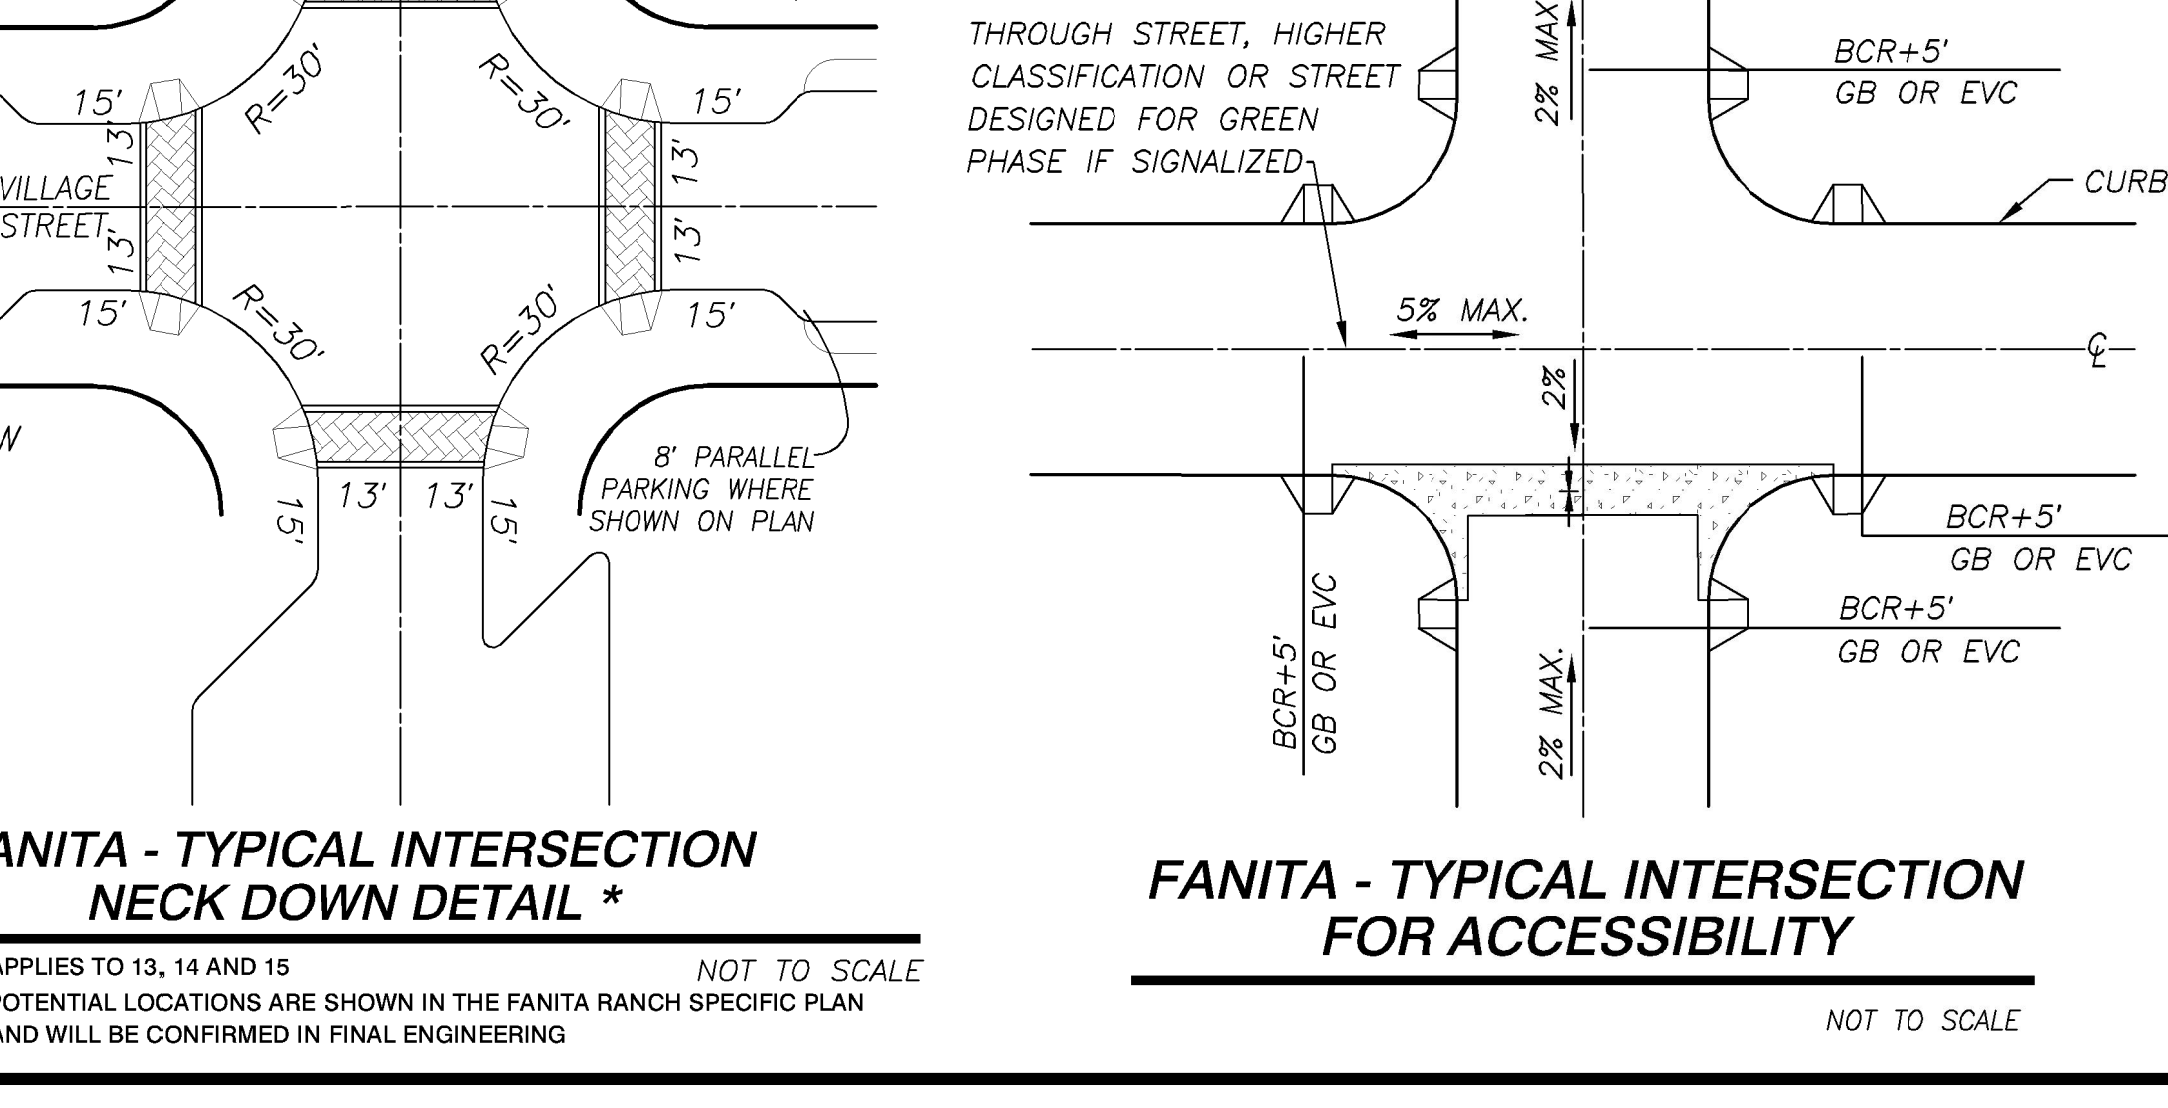 R=30'
R=30'
15'
15'
13'
13'
VILLAGE
STREET
13'
13'
15'
15'
R=30'
R=30'
8' PARALLEL
PARKING WHERE
SHOWN ON PLAN
13' 13'
15'
15'
ANITA - TYPICAL INTERSECTION
NECK DOWN DETAIL *
APPLIES TO 13, 14 AND 15
NOT TO SCALE
POTENTIAL LOCATIONS ARE SHOWN IN THE FANITA RANCH SPECIFIC PLAN
AND WILL BE CONFIRMED IN FINAL ENGINEERING
THROUGH STREET, HIGHER
CLASSIFICATION OR STREET
DESIGNED FOR GREEN
PHASE IF SIGNALIZED
2% MAX
BCR+5'
GB OR EVC
CURB
5% MAX.
CL
2%
BCR+5'
GB OR EVC
BCR+5'
GB OR EVC
BCR+5'
GB OR EVC
2% MAX.
FANITA - TYPICAL INTERSECTION
FOR ACCESSIBILITY
NOT TO SCALE